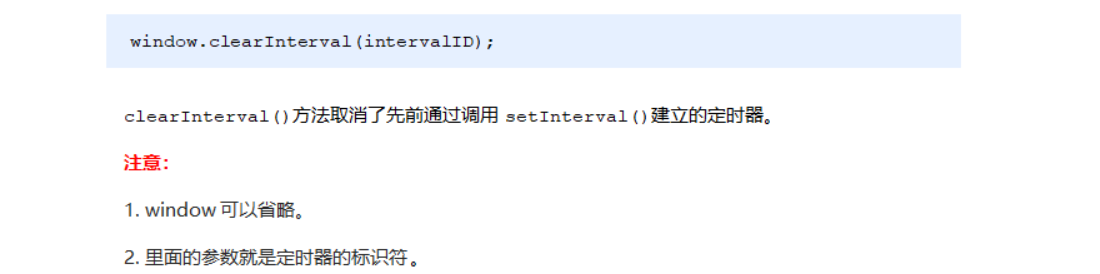 window.clearInterval(intervalID);
clearInterval()方法取消了先前通过调用 setInterval()建立的定时器。
注意：
1. window 可以省略。
2. 里面的参数就是定时器的标识符。